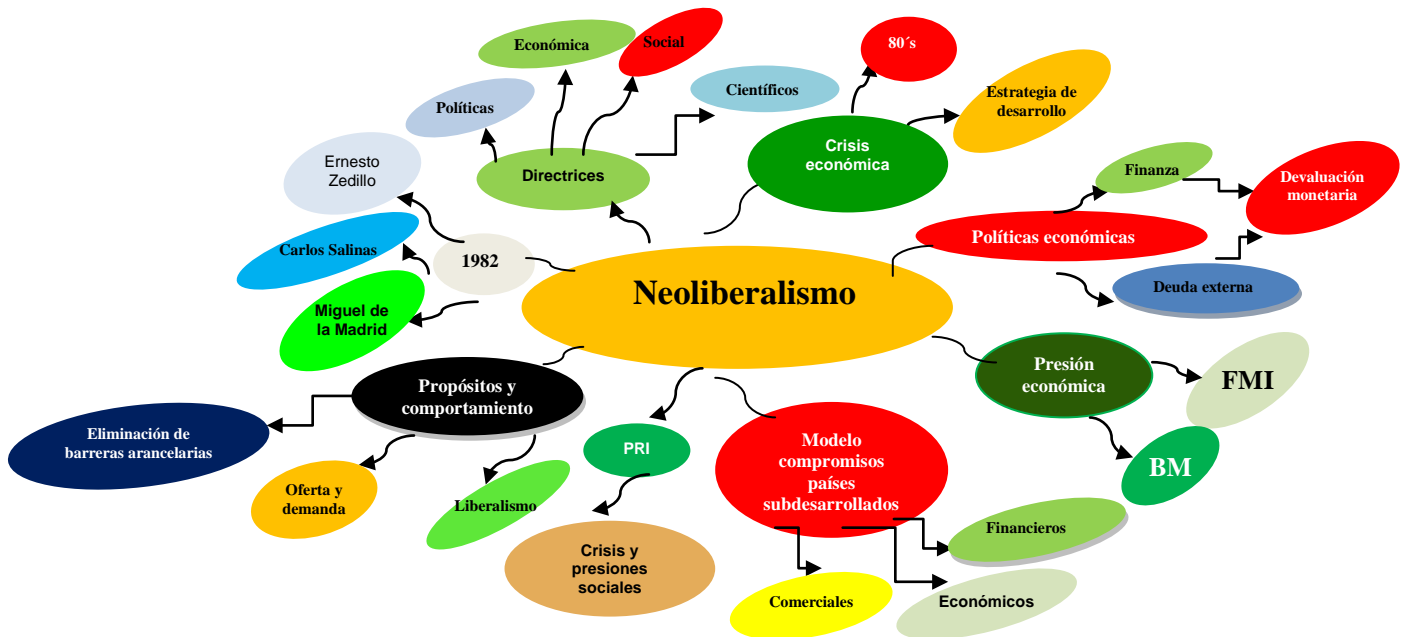 Económica
Social
80´s
Políticas
Científicos
Estrategia de
desarrollo
Ernesto
Zedillo
Directrices
Crisis
económica
Finanza
Devaluación
monetaria
Carlos Salinas
1982
Políticas económicas
Neoliberalismo
Deuda externa
Miguel de
la Madrid
Presión
económica
FMI
Propósitos y
comportamiento
Eliminación de
barreras arancelarias
PRI
Modelo
compromisos
países
subdesarrollados
BM
Oferta y
demanda
Liberalismo
Financieros
Crisis y
presiones
sociales
Comerciales
Económicos